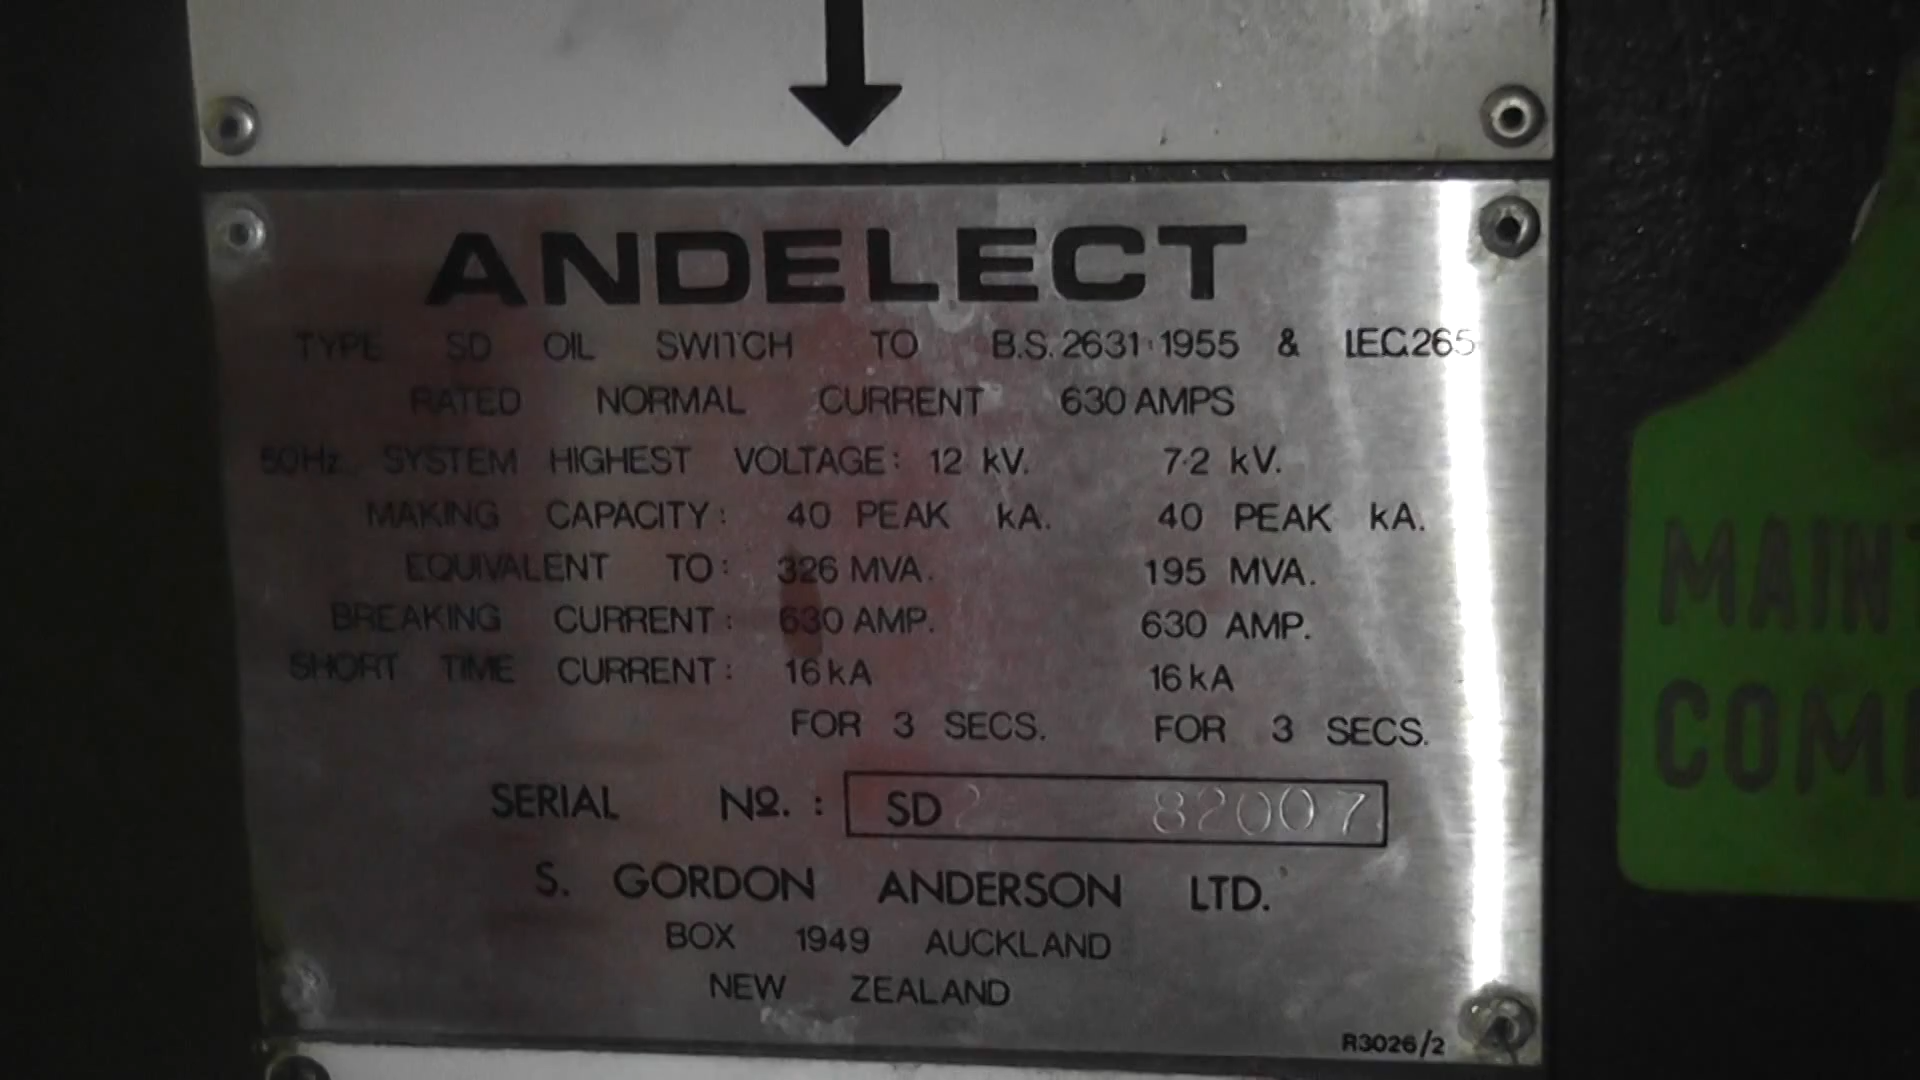 ANDELECT
TYPE SD OIL SWITCH TO B.S. 2631·1955 & IEC265
RATED NORMAL CURRENT 630 AMPS
50Hz. SYSTEM HIGHEST VOLTAGE: 12 kV. 7·2 kV.
MAKING CAPACITY: 40 PEAK kA. 40 PEAK kA.
EQUIVALENT TO: 326 MVA. 195 MVA.
BREAKING CURRENT: 630 AMP. 630 AMP.
SHORT TIME CURRENT: 16 kA 16 kA
FOR 3 SECS. FOR 3 SECS.
SERIAL No.: SD2 82007
S. GORDON ANDERSON LTD.
BOX 1949 AUCKLAND
NEW ZEALAND
R3026/2